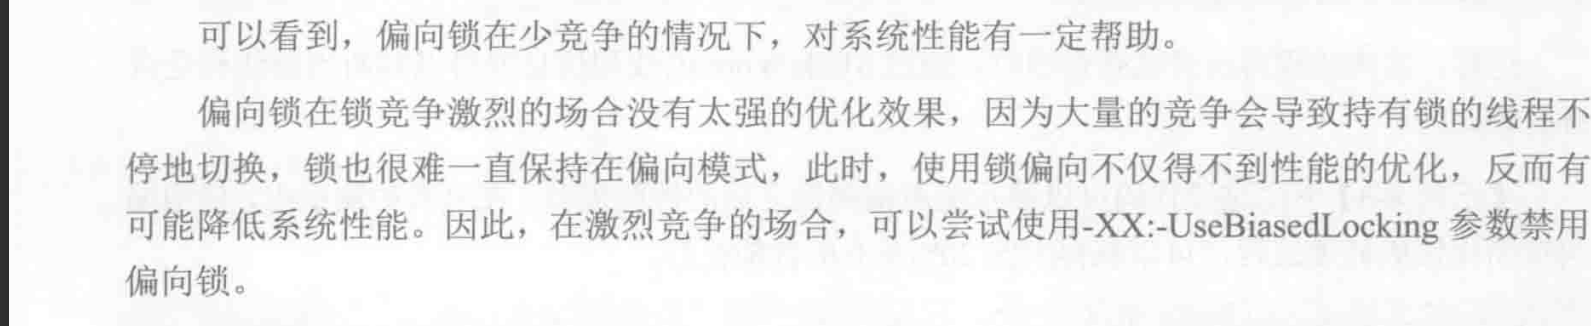 可以看到，偏向锁在少竞争的情况下，对系统性能有一定帮助。
偏向锁在锁竞争激烈的场合没有太强的优化效果，因为大量的竞争会导致持有锁的线程不
停地切换，锁也很难一直保持在偏向模式，此时，使用锁偏向不仅得不到性能的优化，反而有
可能降低系统性能。因此，在激烈竞争的场合，可以尝试使用-XX:-UseBiasedLocking 参数禁用
偏向锁。